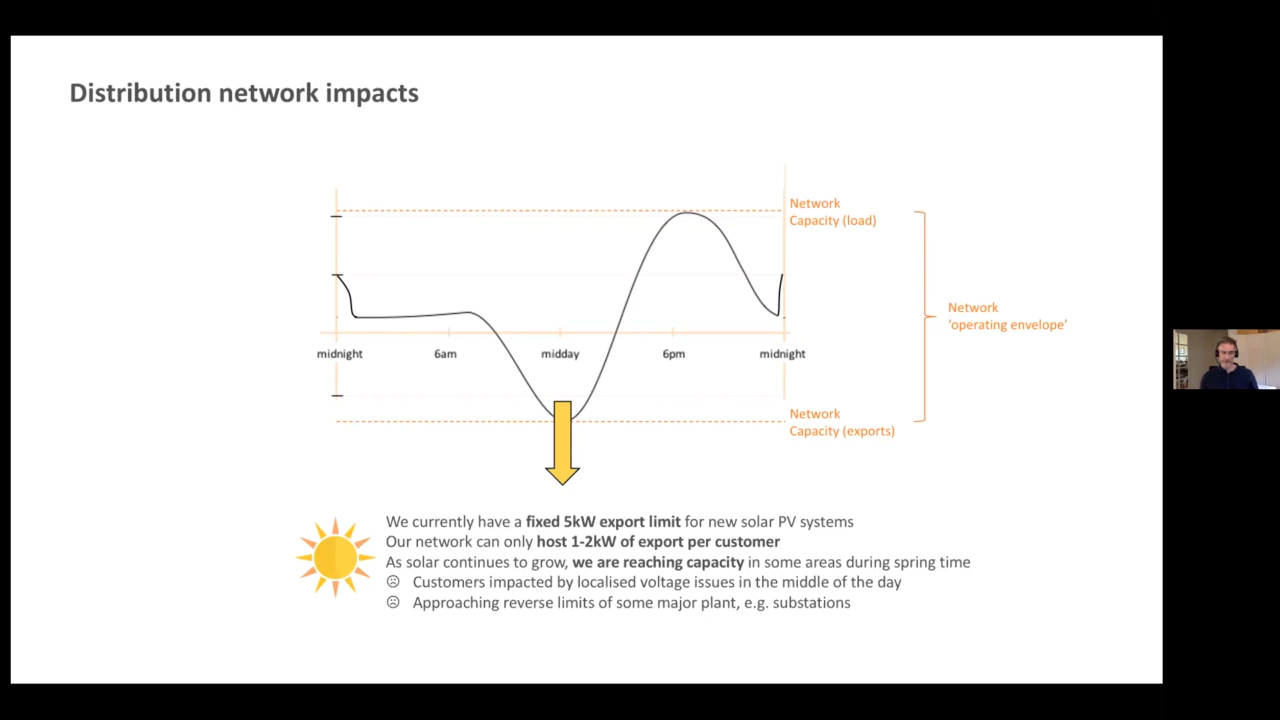 Distribution network impacts
Network
Capacity (load)
Network
'operating envelope'
midnight 6am midday 6pm midnight
Network
Capacity (exports)
We currently have a fixed 5kW export limit for new solar PV systems
Our network can only host 1-2kW of export per customer
As solar continues to grow, we are reaching capacity in some areas during spring time
☹ Customers impacted by localised voltage issues in the middle of the day
☹ Approaching reverse limits of some major plant, e.g. substations